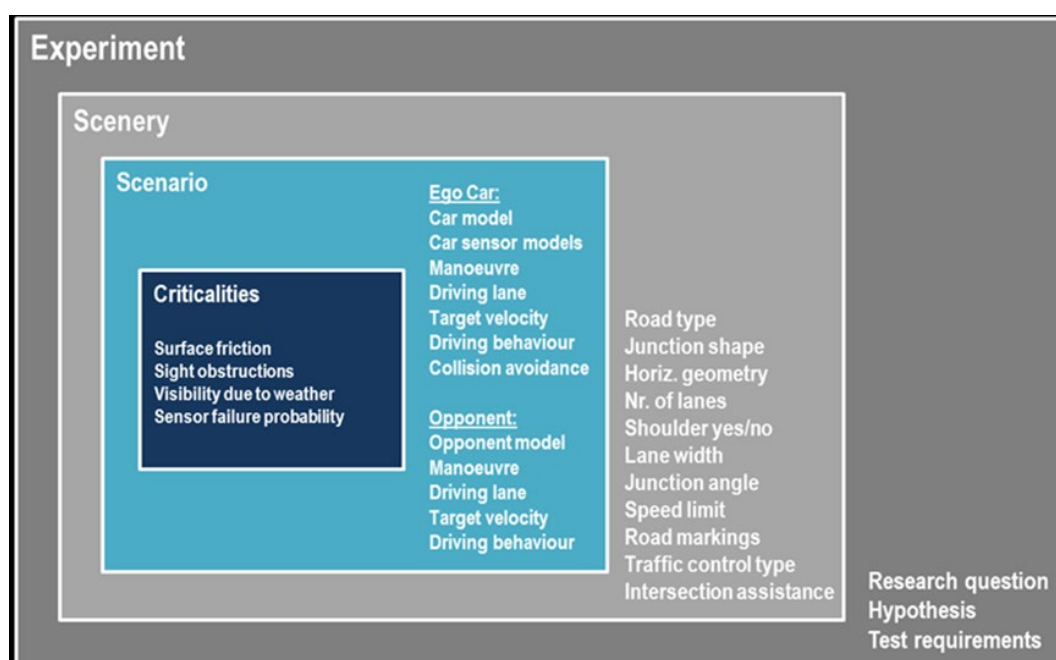 Experiment
Scenery
Scenario
Criticalities
Surface friction
Sight obstructions
Visibility due to weather
Sensor failure probability
Ego Car:
Car model
Car sensor models
Manoeuvre
Driving lane
Target velocity
Driving behaviour
Collision avoidance
Opponent:
Opponent model
Manoeuvre
Driving lane
Target velocity
Driving behaviour
Road type
Junction shape
Horiz. geometry
Nr. of lanes
Shoulder yes/no
Lane width
Junction angle
Speed limit
Road markings
Traffic control type
Intersection assistance
Research question
Hypothesis
Test requirements